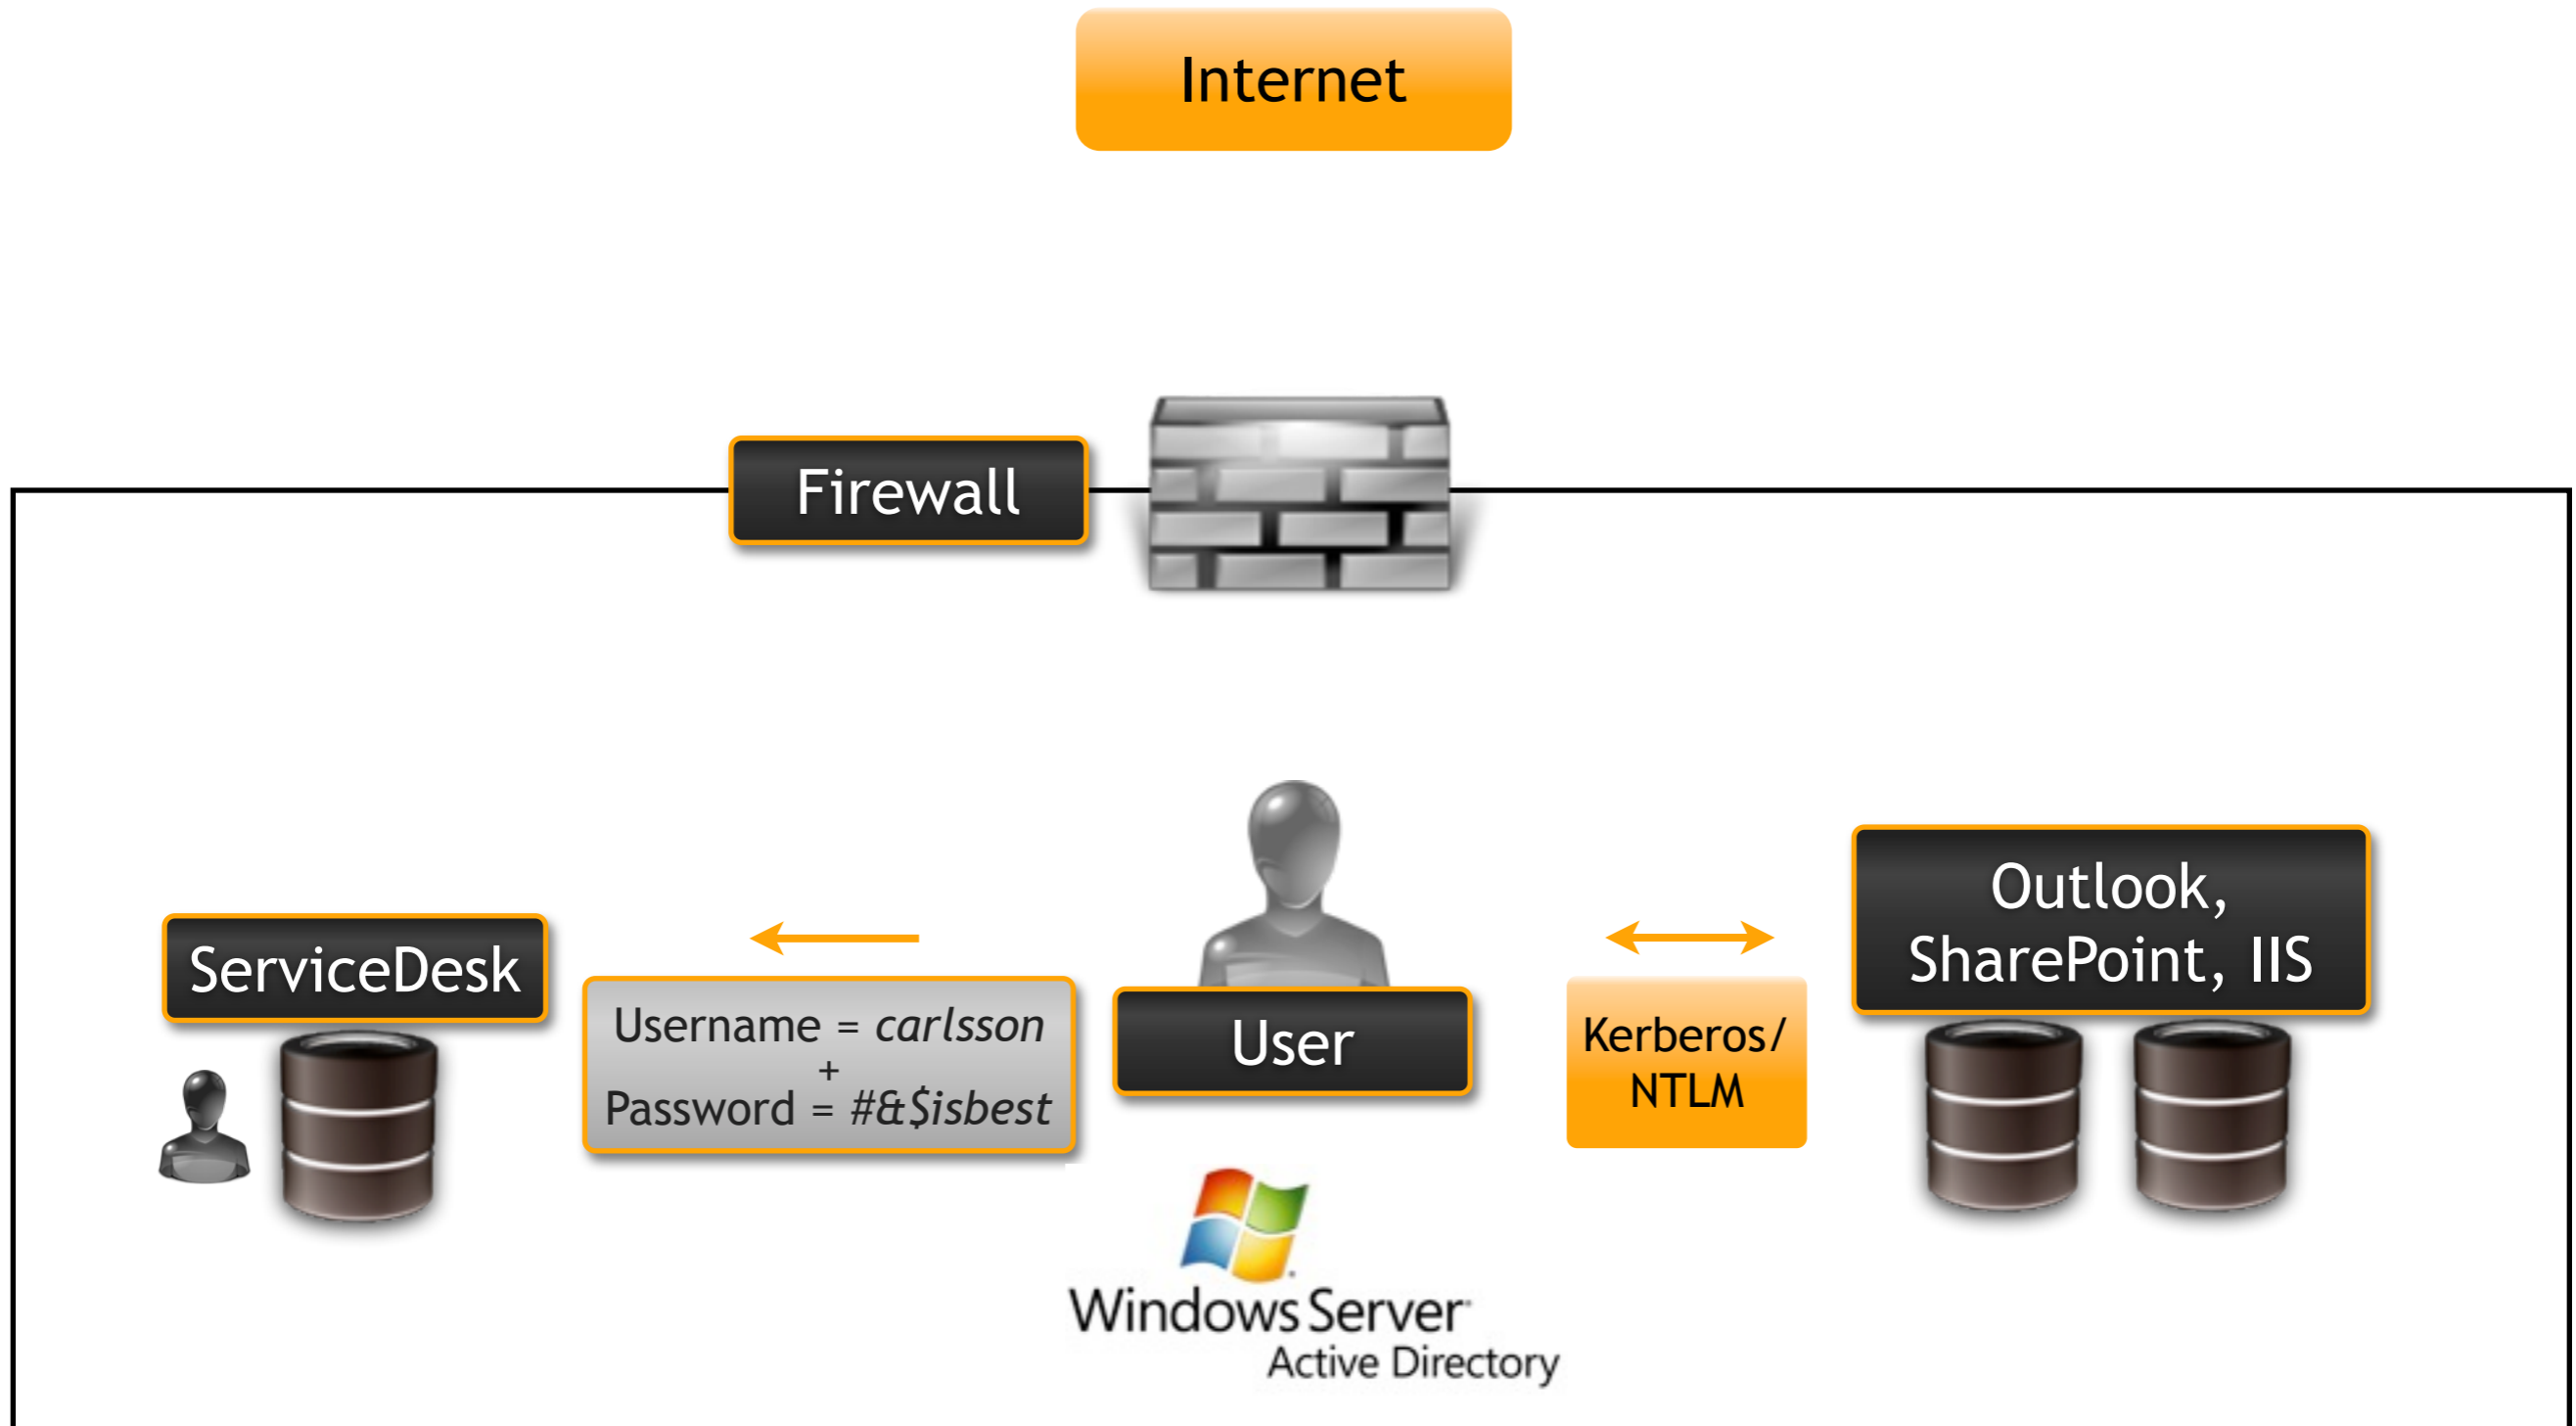 Internet
Firewall
ServiceDesk
Username = carlsson
+
Password = #&$isbest
User
Kerberos/
NTLM
Outlook,
SharePoint, IIS
Windows Server
Active Directory